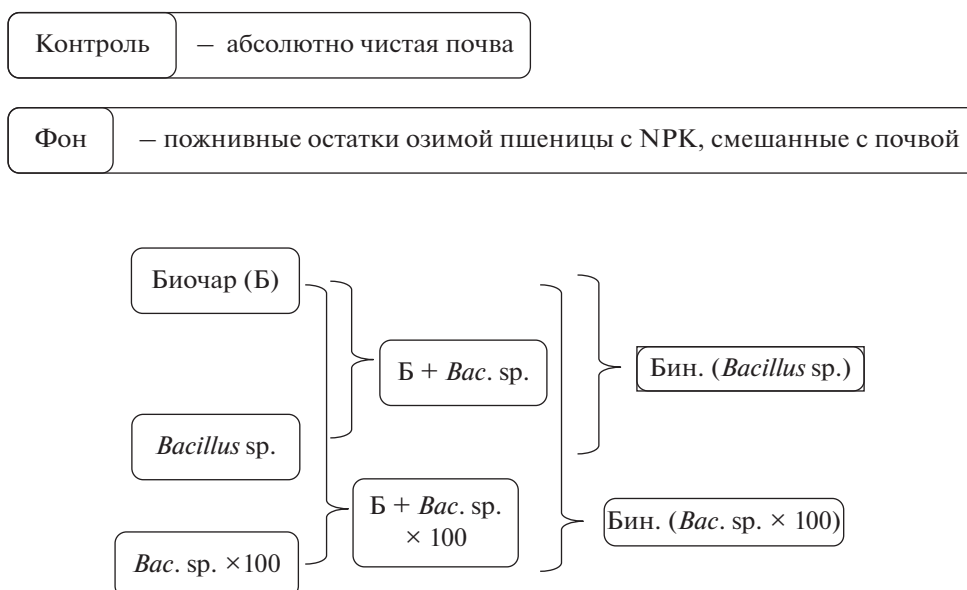 Контроль – абсолютно чистая почва
Фон – пожнивные остатки озимой пшеницы с NPK, смешанные с почвой
Биочар (Б)
Б + Bac. sp.
Бин. (Bacillus sp.)
Bacillus sp.
Б + Bac. sp.
× 100
Бин. (Bac. sp. × 100)
Bac. sp. ×100